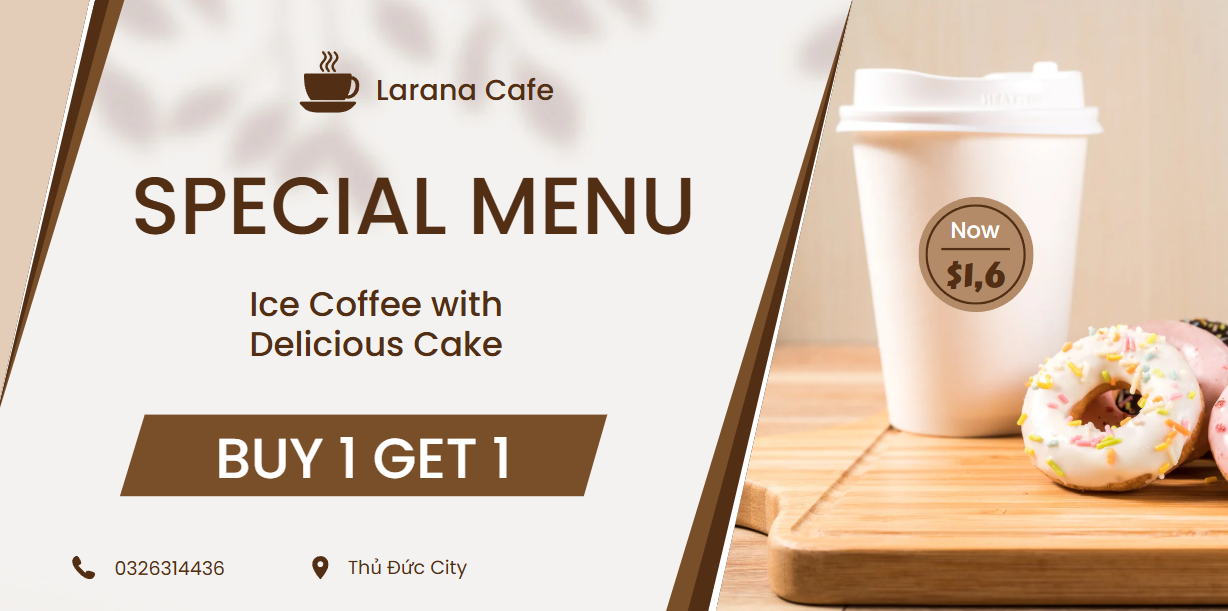 Larana Cafe
SPECIAL MENU
Ice Coffee with
Delicious Cake
BUY 1 GET 1
0326314436
Thủ Đức City
Now
$1,6